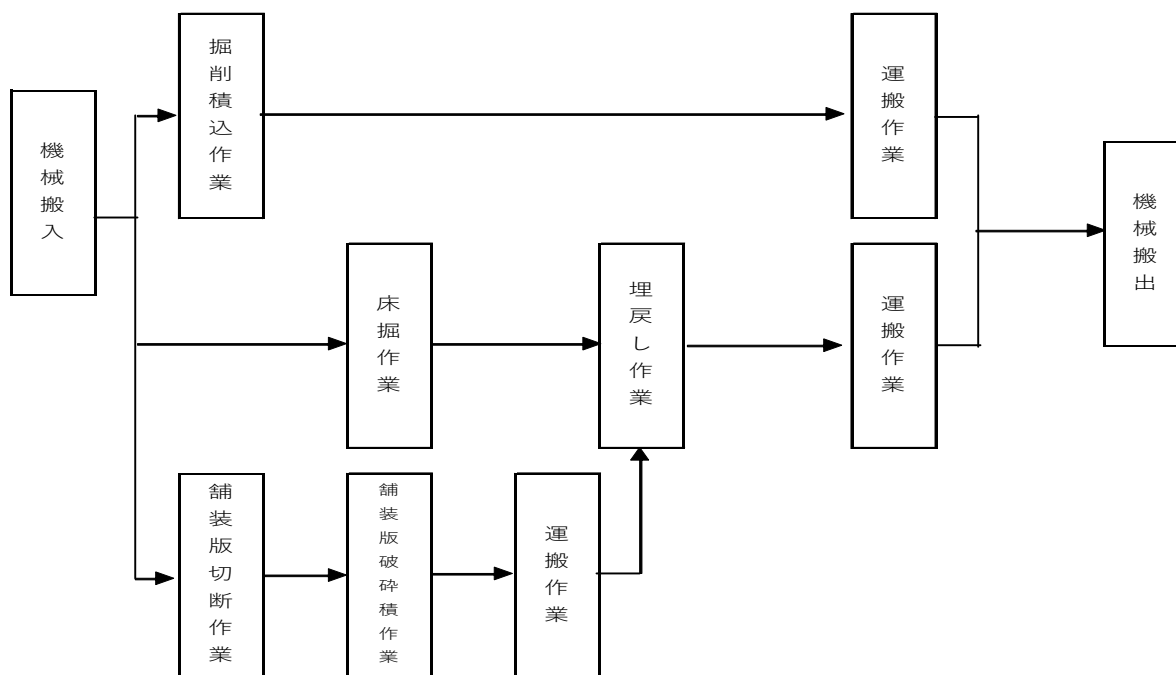 機械搬入
掘削積込作業
運搬作業
機械搬出
床掘作業
埋戻し作業
運搬作業
舗装版切断作業
舗装版破砕積作業
運搬作業